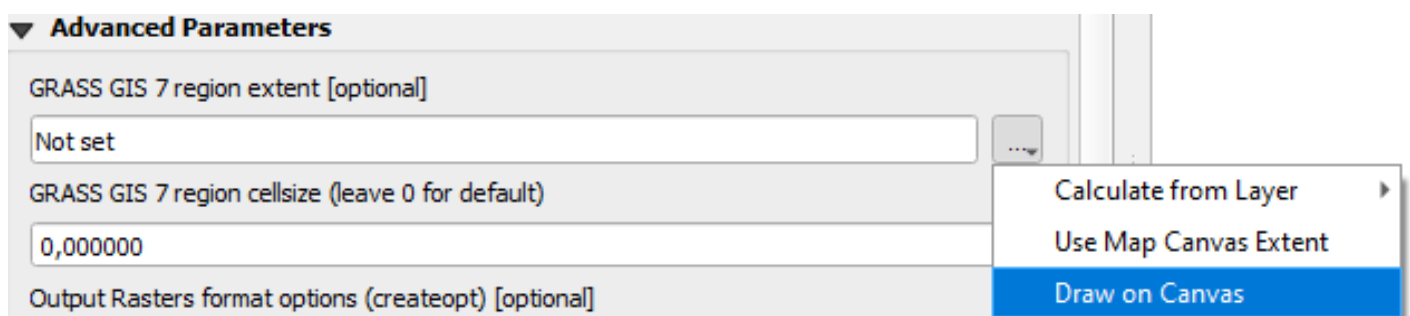 Advanced Parameters
GRASS GIS 7 region extent [optional]
Not set
...
GRASS GIS 7 region cellsize (leave 0 for default)
0,000000
Output Rasters format options (createopt) [optional]
Calculate from Layer
Use Map Canvas Extent
Draw on Canvas